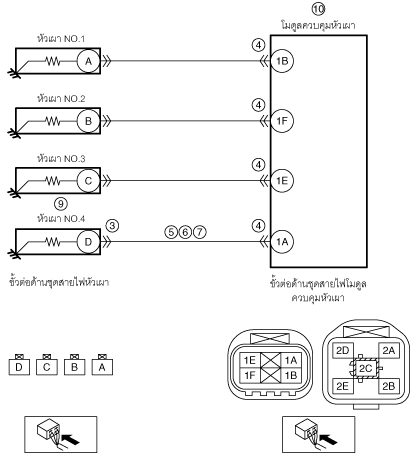 ⑩
โมดูลควบคุมหัวเผา
หัวเผา NO.1
A
④
1B
หัวเผา NO.2
B
④
1F
หัวเผา NO.3
C
④
1E
⑨
หัวเผา NO.4
D
③
⑤⑥⑦
④
1A
ขั้วต่อด้านชุดสายไฟหัวเผา
ขั้วต่อด้านชุดสายไฟโมดูล
ควบคุมหัวเผา
D C B A
1E 1A
1F 1B
2D 2A
2C
2E 2B